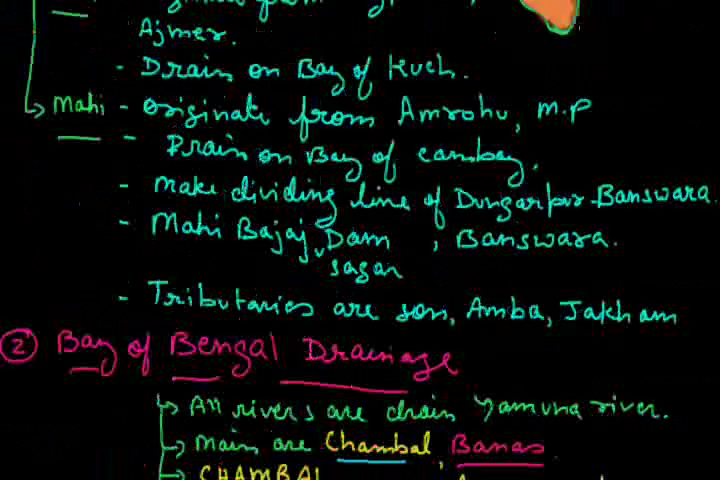 Ajmer.
- Drain on Bay of Kuch.
Mahi - Originate from Amrohu, M.P
- Drain on Bay of cambay.
- Make dividing line of Dungarpur-Banswara.
- Mahi Bajaj Dam, Banswara.
sagar
- Tributaries are son, Amba, Jakham
② Bay of Bengal Drainage
All rivers are drain Yamuna river.
Main are Chambal, Banas
CHAMBAL